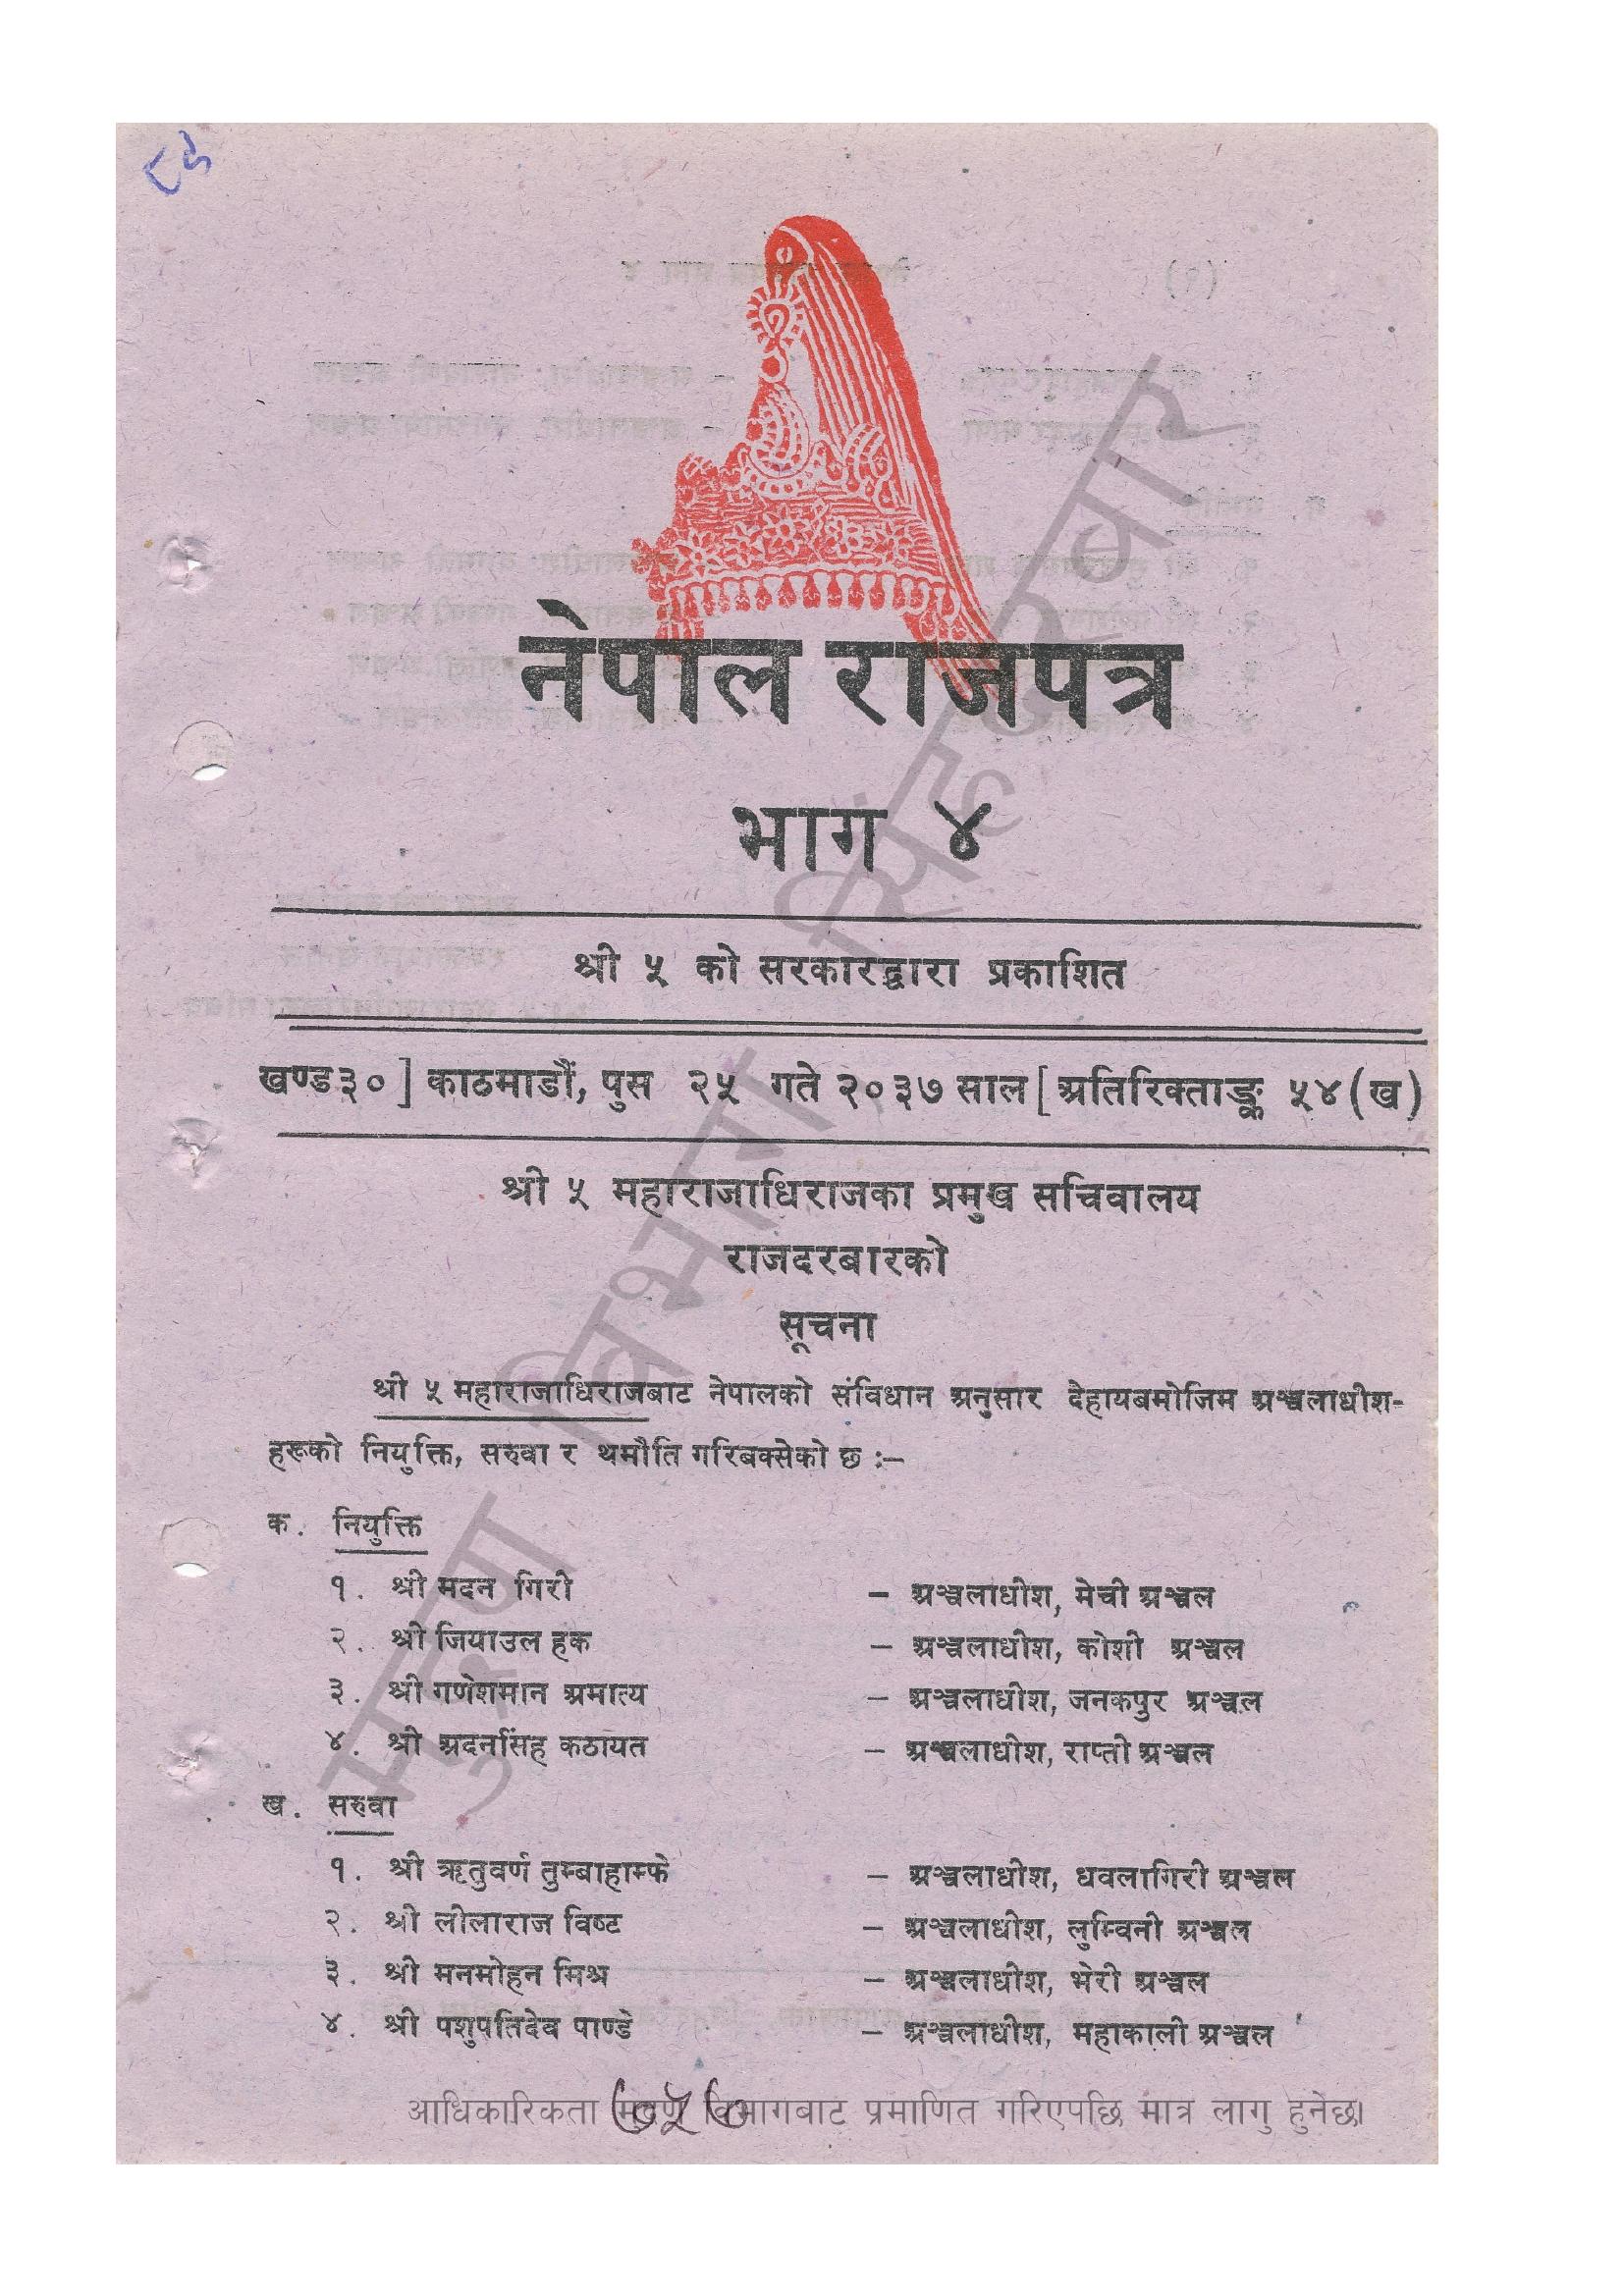 नेपाल राजपत्र
भाग ४
श्री ५ को सरकारद्वारा प्रकाशित
खण्ड ३० ] काठमाडौं, पुस २५ गते २०३७ साल [ अतिरिक्ताङ्क ५४ (ख)
श्री ५ महाराजाधिराजका प्रमुख सचिवालय
राजदरबारको
सूचना
श्री ५ महाराजाधिराजबाट नेपालको संविधान अनुसार देहायबमोजिम अञ्चलाधीश-
हरूको नियुक्ति, सरुवा र थमौति गरिबक्सेको छ :–
क. नियुक्ति
१. श्री मदन गिरी – अञ्चलाधीश, मेची अञ्चल
२. श्री जियाउल हक – अञ्चलाधीश, कोशी अञ्चल
३. श्री गणेशमान अमात्य – अञ्चलाधीश, जनकपुर अञ्चल
४. श्री अदनसिंह कठायत – अञ्चलाधीश, राप्ती अञ्चल
ख. सरुवा
१. श्री ऋतुवर्ण तुम्बाहाम्फे – अञ्चलाधीश, धवलागिरी अञ्चल
२. श्री लीलाराज विष्ट – अञ्चलाधीश, लुम्विनी अञ्चल
३. श्री मनमोहन मिश्र – अञ्चलाधीश, भेरी अञ्चल
४. श्री पशुपतिदेव पाण्डे – अञ्चलाधीश, महाकाली अञ्चल
७५७
आधिकारिकता मुद्रण विभागबाट प्रमाणित गरिएपछि मात्र लागु हुनेछ।
मुद्रण विभाग सिंहदरवार